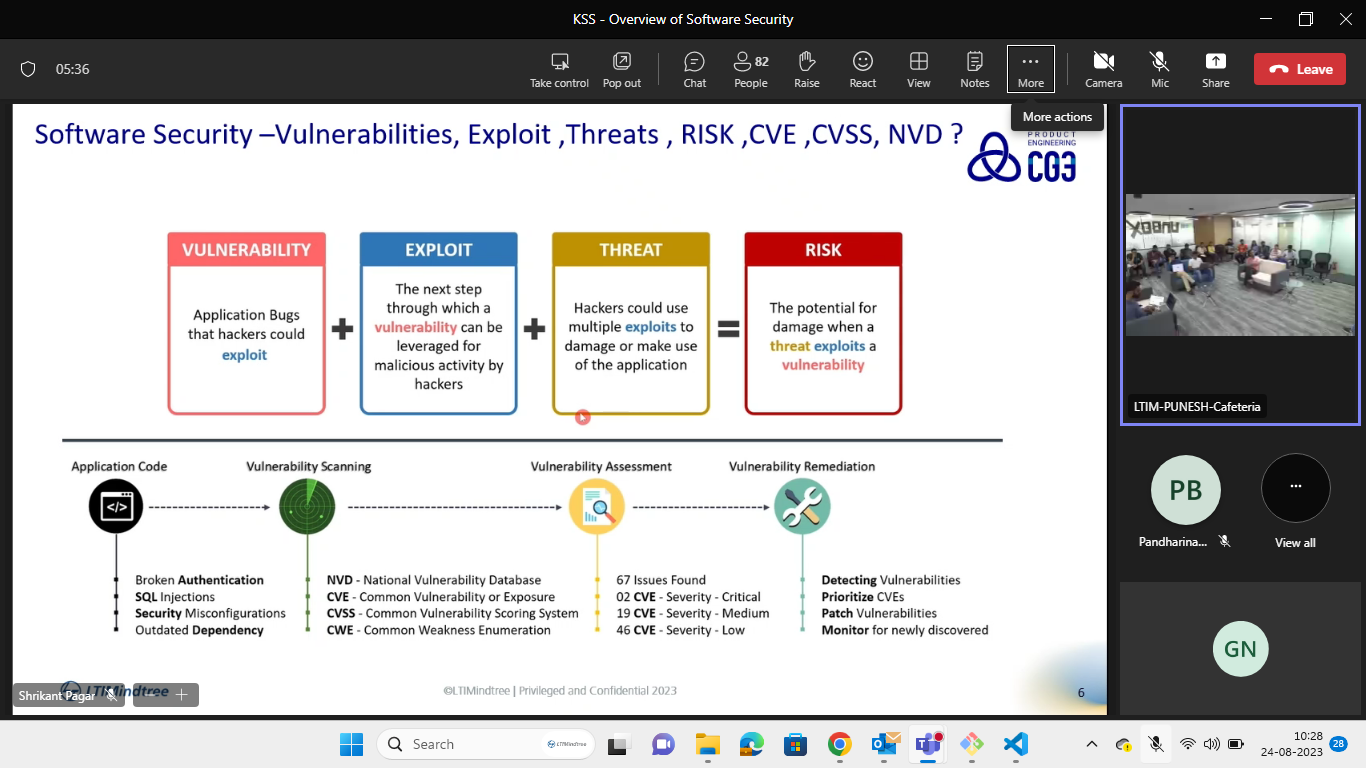 KSS - Overview of Software Security
05:36
Take control
Pop out
Chat
82
People
Raise
React
View
Notes
More
Camera
Mic
Share
Leave
More actions
Software Security –Vulnerabilities, Exploit ,Threats , RISK ,CVE ,CVSS, NVD ?
PRODUCT
ENGINEERING
CG3
VULNERABILITY
Application Bugs
that hackers could
exploit
EXPLOIT
The next step
through which a
vulnerability can be
leveraged for
malicious activity by
hackers
THREAT
Hackers could use
multiple exploits to
damage or make use
of the application
RISK
The potential for
damage when a
threat exploits a
vulnerability
Application Code
Vulnerability Scanning
Vulnerability Assessment
Vulnerability Remediation
</>
Broken Authentication
SQL Injections
Security Misconfigurations
Outdated Dependency
NVD - National Vulnerability Database
CVE - Common Vulnerability or Exposure
CVSS - Common Vulnerability Scoring System
CWE - Common Weakness Enumeration
67 Issues Found
02 CVE - Severity - Critical
19 CVE - Severity - Medium
46 CVE - Severity - Low
Detecting Vulnerabilities
Prioritize CVEs
Patch Vulnerabilities
Monitor for newly discovered
LTIMindtree
Shrikant Pagar
©LTIMindtree | Privileged and Confidential 2023
6
UNBOX
LTIM-PUNESH-Cafeteria
PB
Pandharina...
...
View all
GN
Search
LTIMindtree
10:28
24-08-2023
28